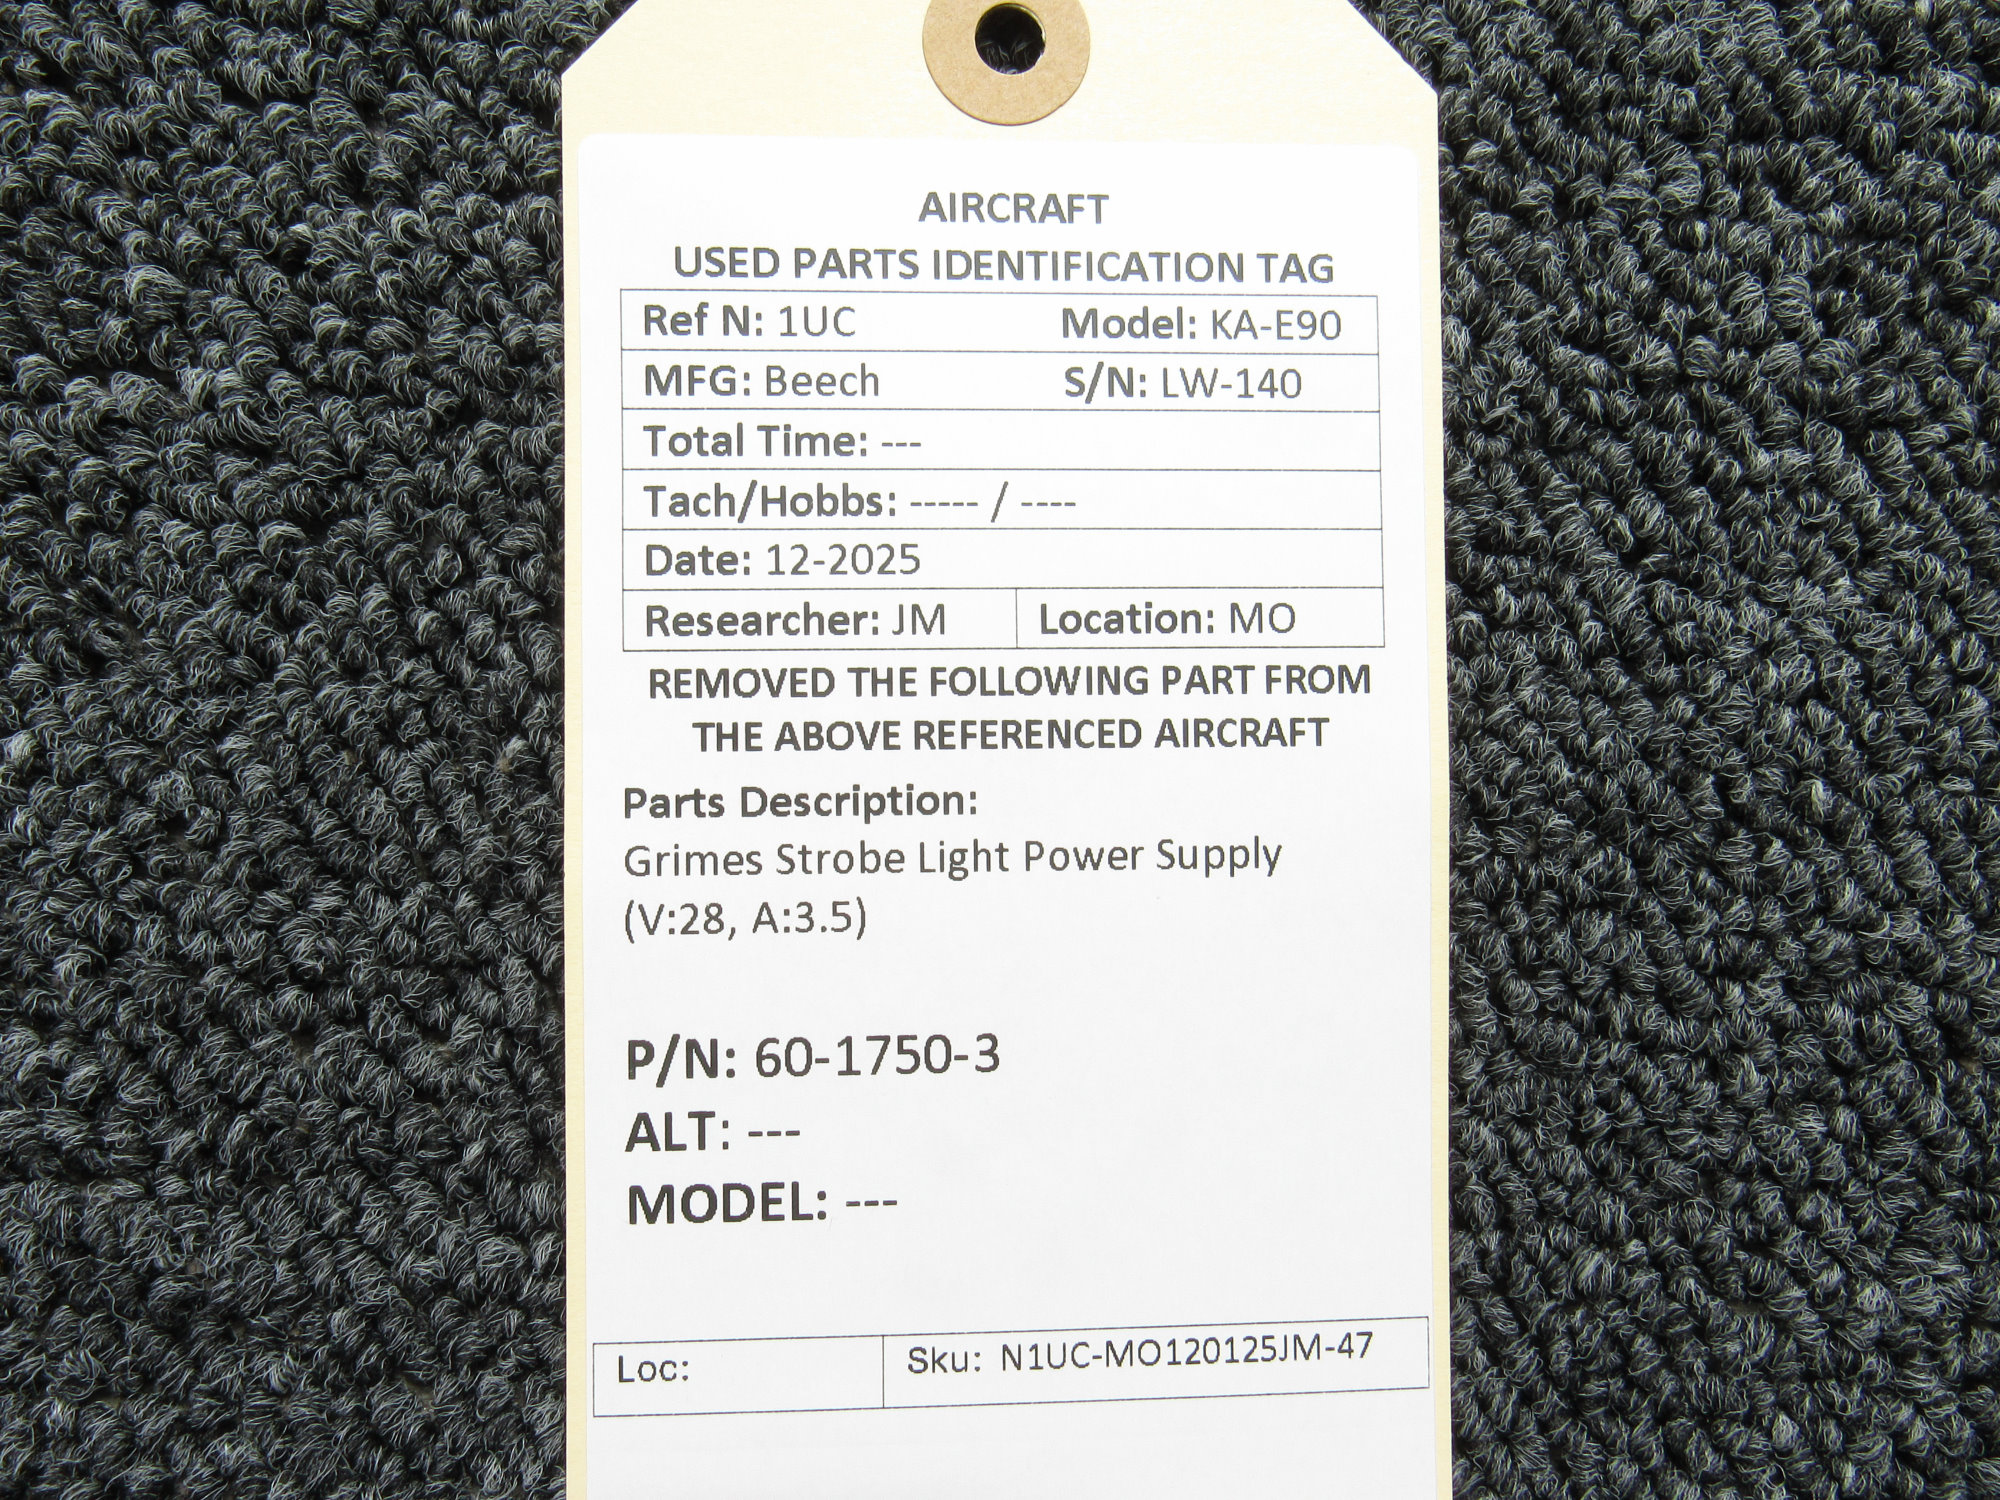 AIRCRAFT
USED PARTS IDENTIFICATION TAG
Ref N: 1UC Model: KA-E90
MFG: Beech S/N: LW-140
Total Time: ---
Tach/Hobbs: ----- / ----
Date: 12-2025
Researcher: JM Location: MO
REMOVED THE FOLLOWING PART FROM
THE ABOVE REFERENCED AIRCRAFT
Parts Description:
Grimes Strobe Light Power Supply
(V:28, A:3.5)
P/N: 60-1750-3
ALT: ---
MODEL: ---
Loc: Sku: N1UC-MO120125JM-47